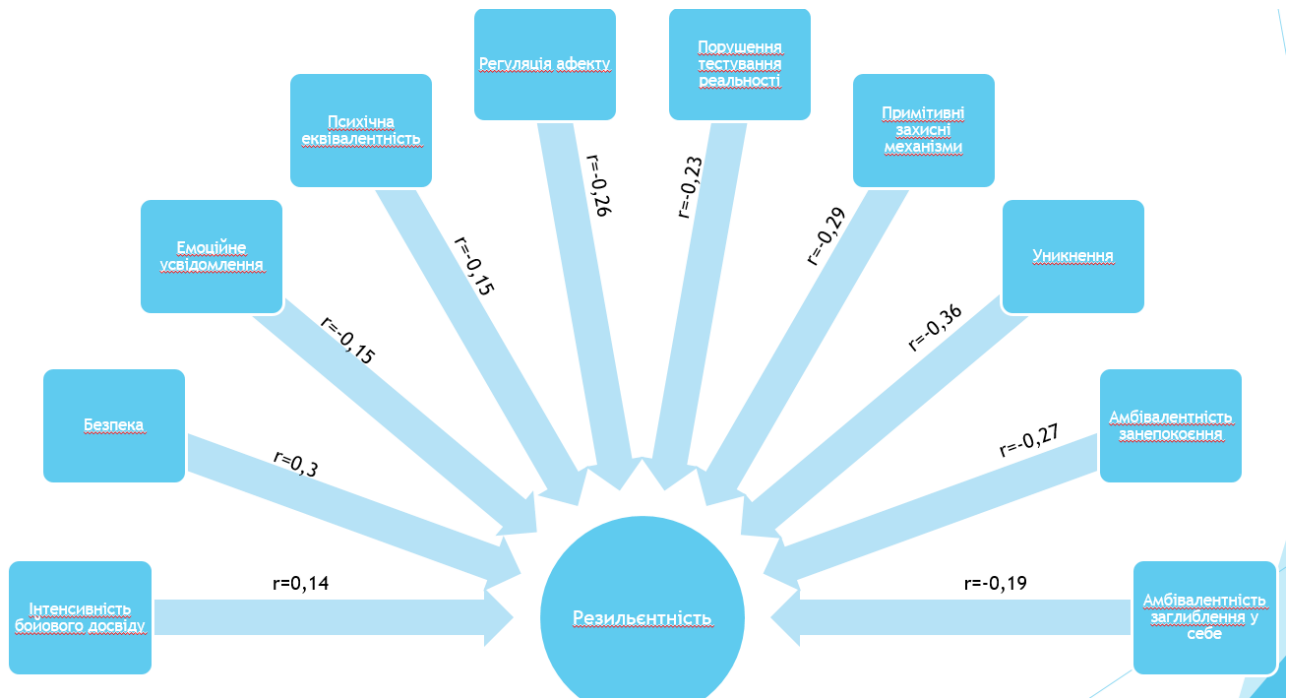 Регуляція афекту
Порушення
тестування
реальності
Психічна
еквівалентність
Примітивні
захисні
механізми
Емоційне
усвідомлення
Уникнення
Безпека
Амбівалентність
занепокоєння
Інтенсивність
бойового досвіду
Амбівалентність
заглиблення у
себе
Резильєнтність
r=0,14
r=0,3
r=-0,15
r=-0,15
r=-0,26
r=-0,23
r=-0,29
r=-0,36
r=-0,27
r=-0,19